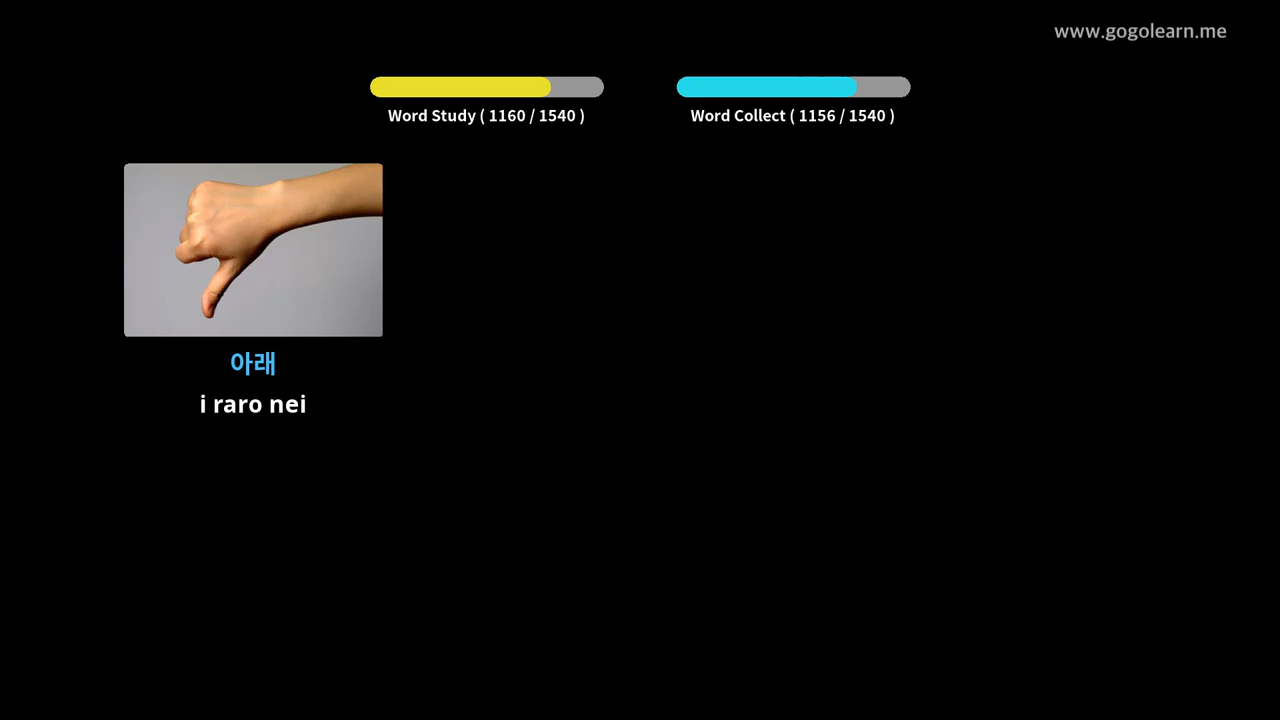 www.gogolearn.me
Word Study ( 1160 / 1540 )
Word Collect ( 1156 / 1540 )
아래
i raro nei